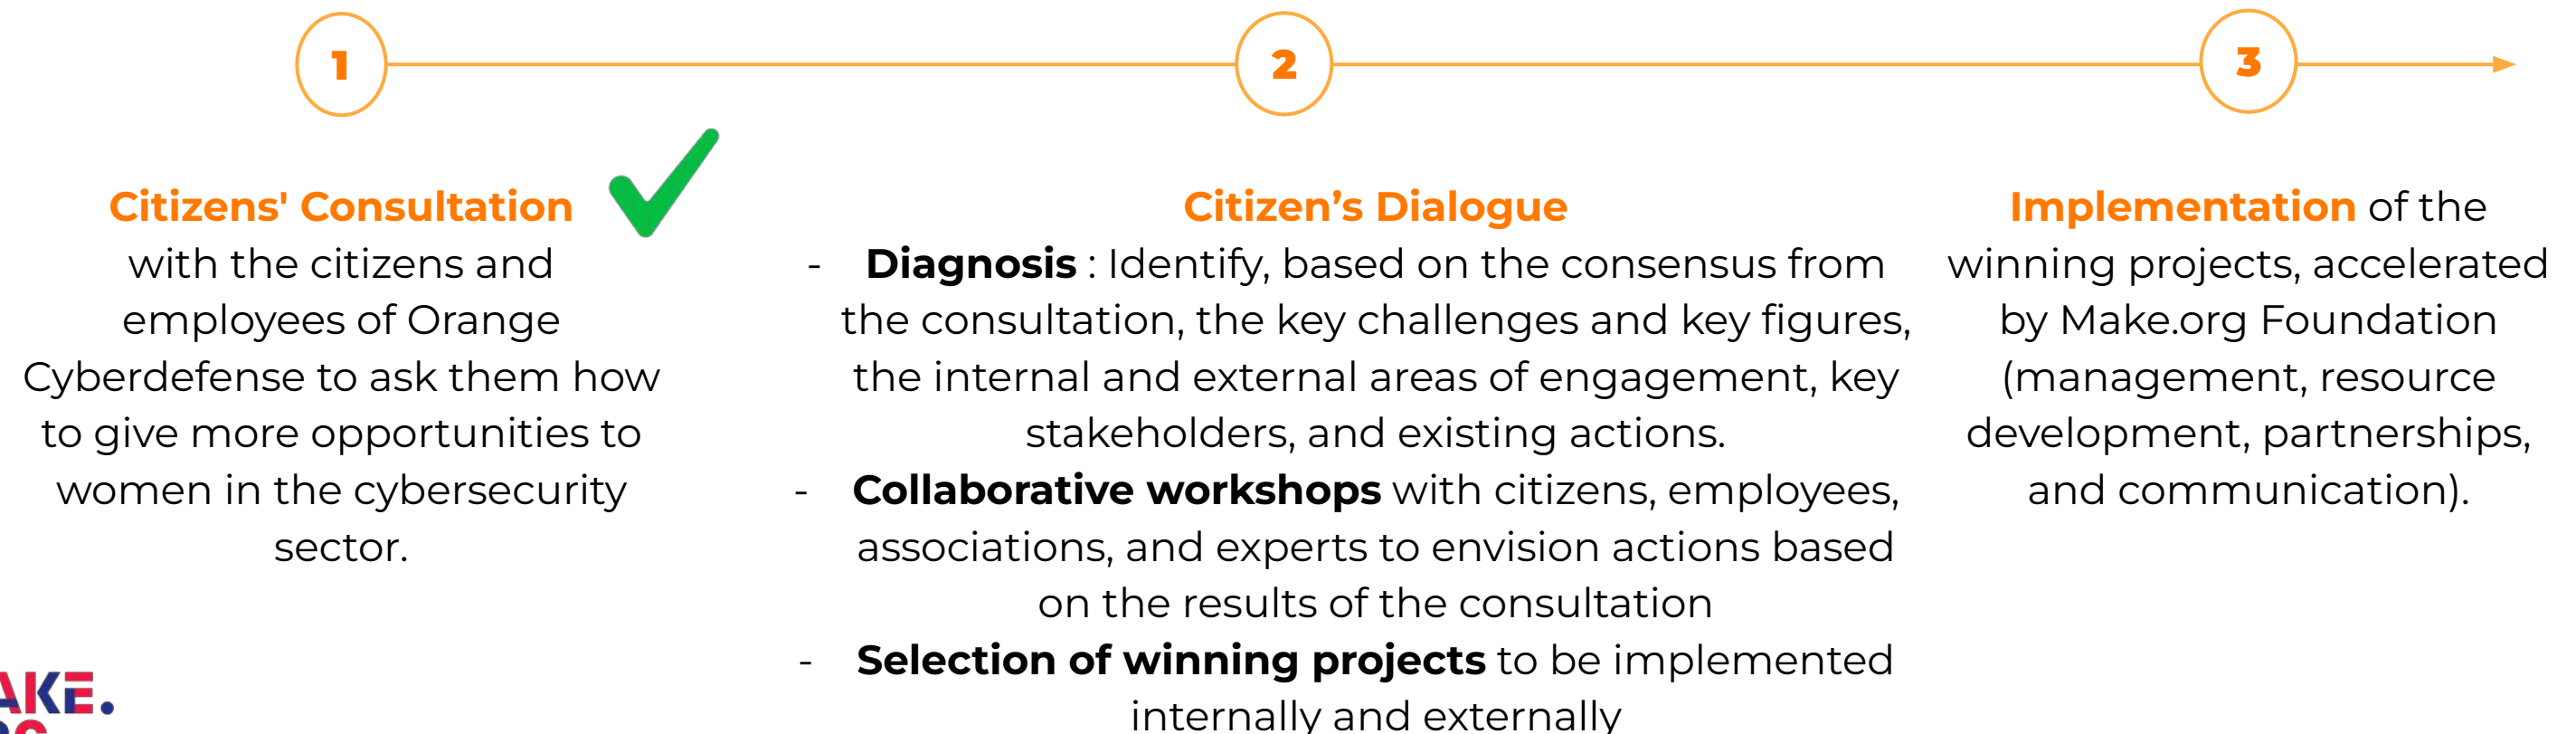 1
2
3
Citizens' Consultation
with the citizens and
employees of Orange
Cyberdefense to ask them how
to give more opportunities to
women in the cybersecurity
sector.
Citizen’s Dialogue
- Diagnosis : Identify, based on the consensus from
the consultation, the key challenges and key figures,
the internal and external areas of engagement, key
stakeholders, and existing actions.
- Collaborative workshops with citizens, employees,
associations, and experts to envision actions based
on the results of the consultation
- Selection of winning projects to be implemented
internally and externally
Implementation of the
winning projects, accelerated
by Make.org Foundation
(management, resource
development, partnerships,
and communication).